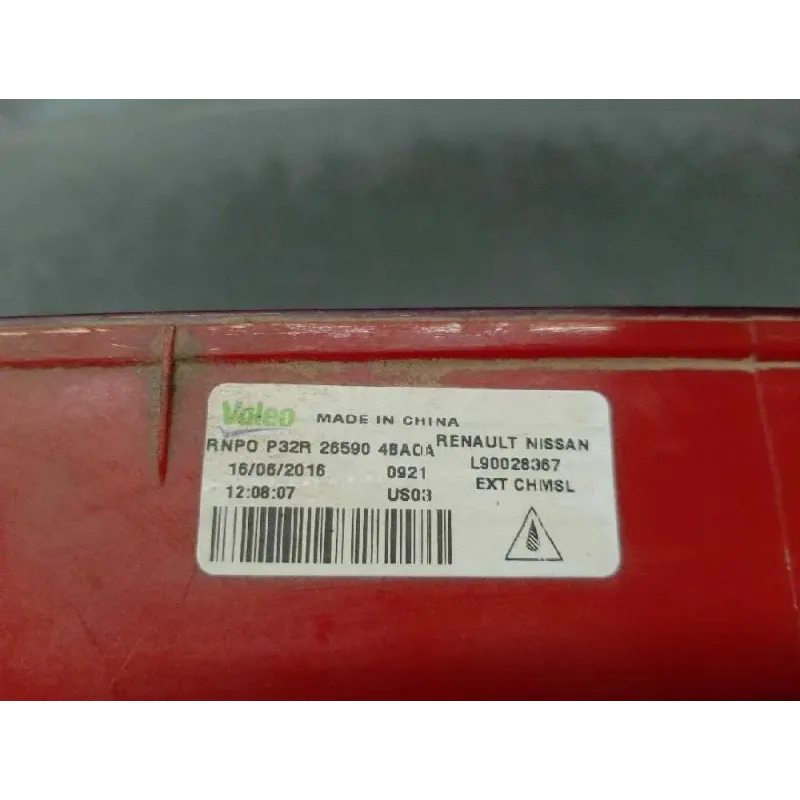 Valeo MADE IN CHINA
RNPO P32R 26590 4BA0A RENAULT NISSAN
16/06/2016 0921 L90028367
12:08:07 US03 EXT CHMSL